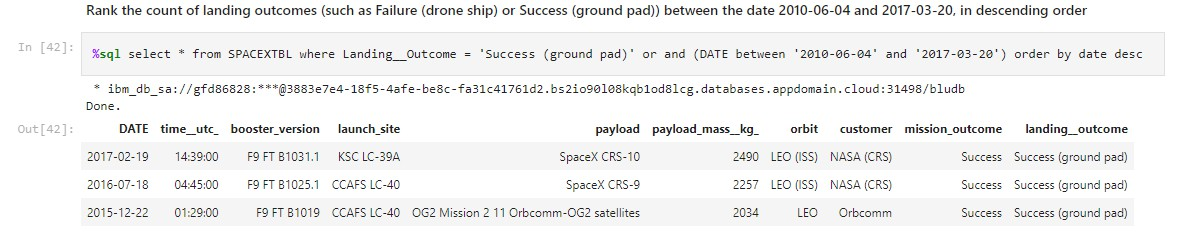 Rank the count of landing outcomes (such as Failure (drone ship) or Success (ground pad)) between the date 2010-06-04 and 2017-03-20, in descending order
In [42]: %sql select * from SPACEXTBL where Landing__Outcome = 'Success (ground pad)' or and (DATE between '2010-06-04' and '2017-03-20') order by date desc
* ibm_db_sa://gfd86828:***@3883e7e4-18f5-4afe-be8c-fa31c41761d2.bs2io90l08kqb1od8lcg.databases.appdomain.cloud:31498/bludb
Done.
Out[42]: DATE time__utc_ booster_version launch_site payload payload_mass__kg_ orbit customer mission_outcome landing__outcome
2017-02-19 14:39:00 F9 FT B1031.1 KSC LC-39A SpaceX CRS-10 2490 LEO (ISS) NASA (CRS) Success Success (ground pad)
2016-07-18 04:45:00 F9 FT B1025.1 CCAFS LC-40 SpaceX CRS-9 2257 LEO (ISS) NASA (CRS) Success Success (ground pad)
2015-12-22 01:29:00 F9 FT B1019 CCAFS LC-40 OG2 Mission 2 11 Orbcomm-OG2 satellites 2034 LEO Orbcomm Success Success (ground pad)